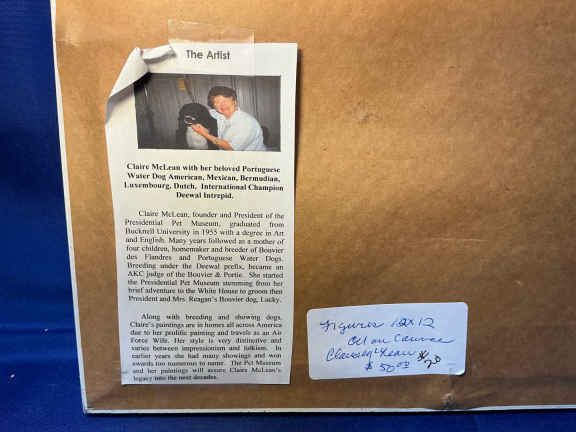 The Artist
Claire McLean with her beloved Portuguese
Water Dog American, Mexican, Bermudian,
Luxembourg, Dutch, International Champion
Deewal Intrepid.
Claire McLean, founder and President of the
Presidential Pet Museum, graduated from
Bucknell University in 1955 with a degree in Art
and English. Many years followed as a mother of
four children, homemaker and breeder of Bouvier
des Flandres and Portuguese Water Dogs.
Breeding under the Deewal prefix, became an
AKC judge of the Bouvier & Portie. She started
the Presidential Pet Museum stemming from her
brief adventure to the White House to groom then
President and Mrs. Reagan's Bouvier dog, Lucky.
Along with breeding and showing dogs,
Claire's paintings are in homes all across America
due to her prolific painting and travels as an Air
Force Wife. Her style is very distinctive and
varies between impressionism and folkism. In
earlier years she had many showings and won
awards too numerous to name. The Pet Museum
and her paintings will assure Claire McLean's
legacy into the next decades.
Figures 12x12
Oil on Canvas
Claire McLean
$ 50.00